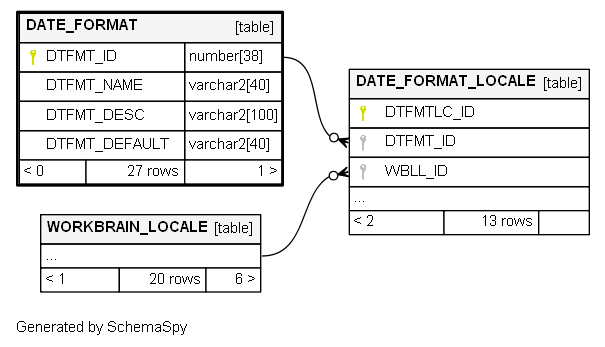 DATE_FORMAT [table]
DTFMT_ID number[38]
DTFMT_NAME varchar2[40]
DTFMT_DESC varchar2[100]
DTFMT_DEFAULT varchar2[40]
< 0 27 rows 1 >
DATE_FORMAT_LOCALE [table]
DTFMTLC_ID
DTFMT_ID
WBLL_ID
...
< 2 13 rows
WORKBRAIN_LOCALE [table]
...
< 1 20 rows 6 >
Generated by SchemaSpy